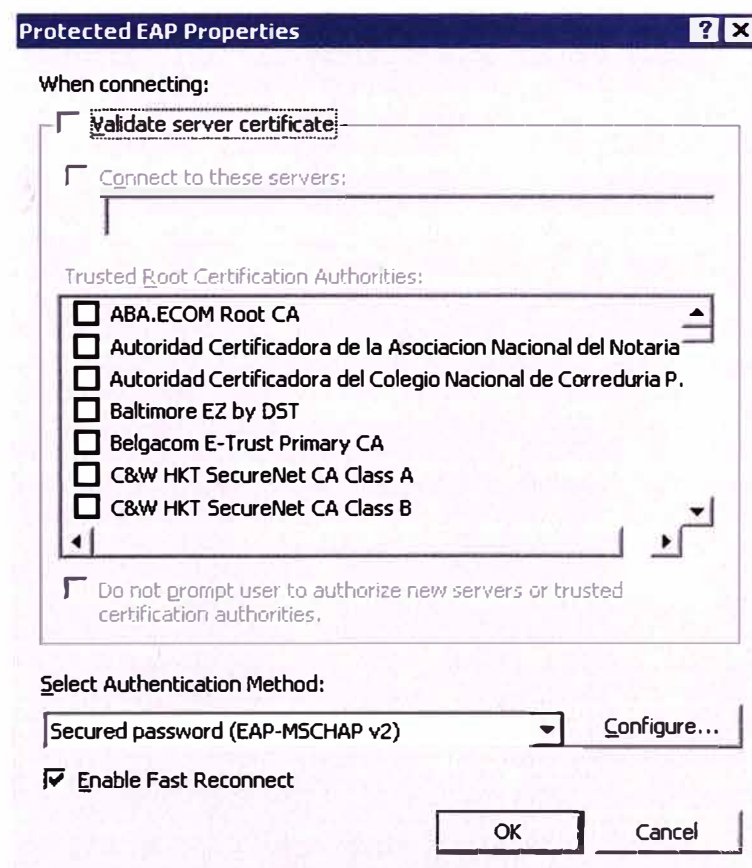 Protected EAP Properties
When connecting:
Validate server certificate
Connect to these servers:
Trusted Root Certification Authorities:
ABA.ECOM Root CA
Autoridad Certificadora de la Asociacion Nacional del Notaria
Autoridad Certificadora del Colegio Nacional de Correduria P.
Baltimore EZ by DST
Belgacom E-Trust Primary CA
C&W HKT SecureNet CA Class A
C&W HKT SecureNet CA Class B
Do not prompt user to authorize new servers or trusted
certification authorities.
Select Authentication Method:
Secured password (EAP-MSCHAP v2)
Configure...
Enable Fast Reconnect
OK Cancel